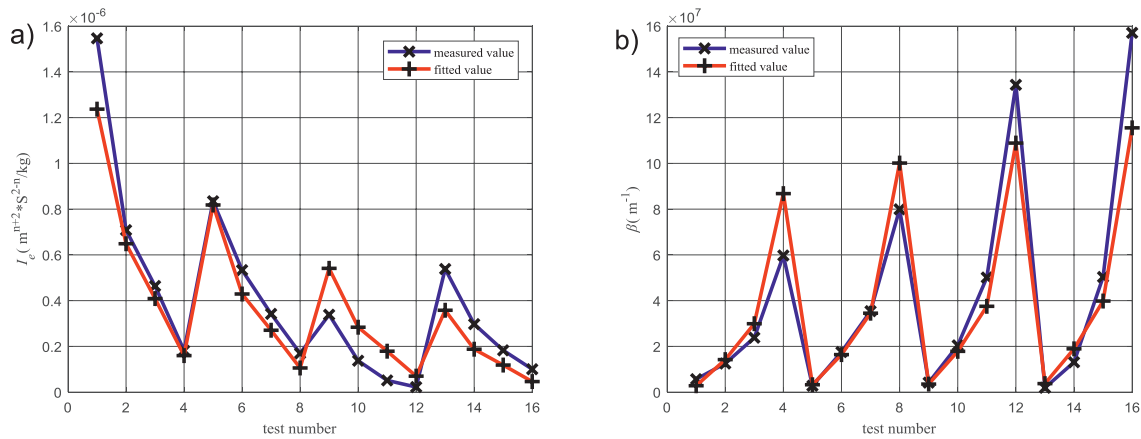 a)
×10⁻⁶
1.6
1.4
1.2
1
0.8
0.6
0.4
0.2
0
I_e( m^{n+2}*S^{2-n}/kg)
measured value
fitted value
0 2 4 6 8 10 12 14 16
test number
b)
×10⁷
16
14
12
10
8
6
4
2
0
β( m⁻¹)
measured value
fitted value
0 2 4 6 8 10 12 14 16
test number